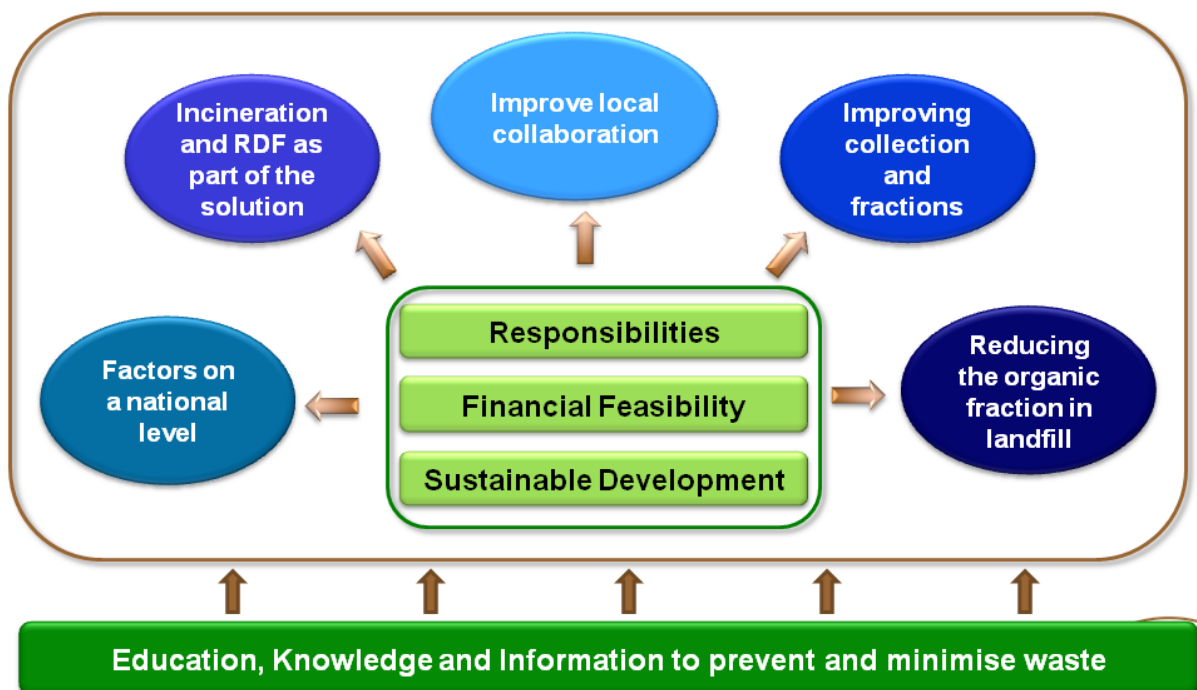 Incineration
and RDF as
part of the
solution
Improve local
collaboration
Improving
collection
and
fractions
Factors on
a national
level
Responsibilities
Financial Feasibility
Sustainable Development
Reducing
the organic
fraction in
landfill
Education, Knowledge and Information to prevent and minimise waste